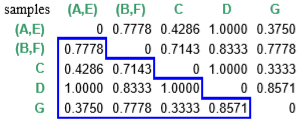 samples (A,E) (B,F) C D G
(A,E) 0 0.7778 0.4286 1.0000 0.3750
(B,F) 0.7778 0 0.7143 0.8333 0.7778
C 0.4286 0.7143 0 1.0000 0.3333
D 1.0000 0.8333 1.0000 0 0.8571
G 0.3750 0.7778 0.3333 0.8571 0